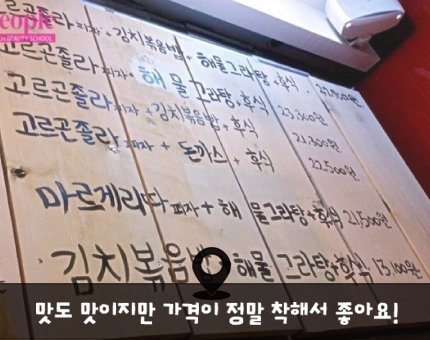 eople
BEAUTY SCHOOL
고르곤졸라피자+김치볶음밥+해물그라탕+후식
고르곤졸라피자+해물그라탕+후식 23,300원
고르곤졸라피자+김치볶음밥+후식 21,300원
고르곤졸라피자+돈까스+후식 22,500원
마르게리따피자+해물그라탕+후식 21,500원
김치볶음밥 해물그라탕+후식 13,100원
맛도 맛이지만 가격이 정말 착해서 좋아요!